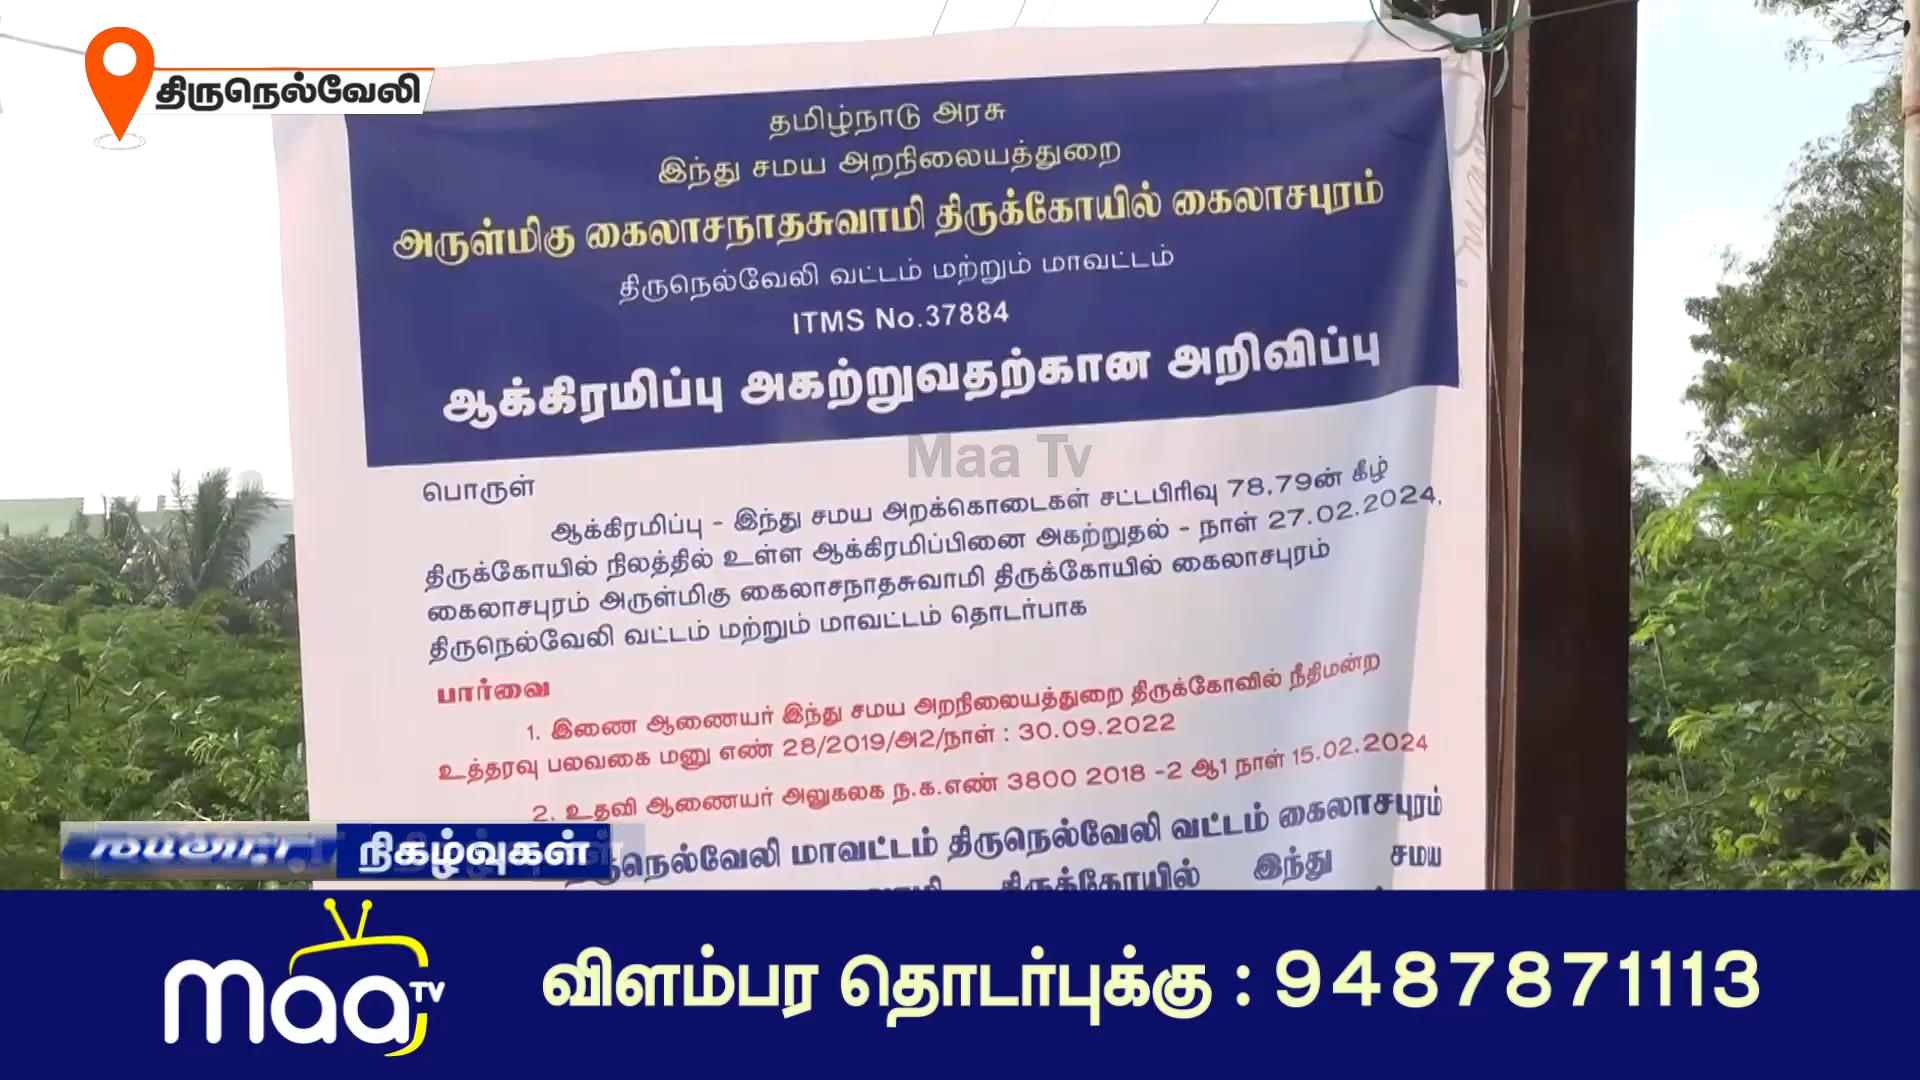 திருநெல்வேலி
தமிழ்நாடு அரசு
இந்து சமய அறநிலையத்துறை
அருள்மிகு கைலாசநாதசுவாமி திருக்கோயில் கைலாசபுரம்
திருநெல்வேலி வட்டம் மற்றும் மாவட்டம்
ITMS No.37884
ஆக்கிரமிப்பு அகற்றுவதற்கான அறிவிப்பு
Maa Tv
பொருள்
ஆக்கிரமிப்பு - இந்து சமய அறக்கொடைகள் சட்டபிரிவு 78,79ன் கீழ்
திருக்கோயில் நிலத்தில் உள்ள ஆக்கிரமிப்பினை அகற்றுதல் - நாள் 27.02.2024,
கைலாசபுரம் அருள்மிகு கைலாசநாதசுவாமி திருக்கோயில் கைலாசபுரம்
திருநெல்வேலி வட்டம் மற்றும் மாவட்டம் தொடர்பாக
பார்வை
1. இணை ஆணையர் இந்து சமய அறநிலையத்துறை திருக்கோவில் நீதிமன்ற
உத்தரவு பலவகை மனு எண் 28/2019/அ2/நாள் : 30.09.2022
2. உதவி ஆணையர் அலுகலக ந.க.எண் 3800 2018 -2 ஆ1 நாள் 15.02.2024
மாவட்டம் திருநெல்வேலி வட்டம் கைலாசபுரம்
திருக்கோயில் இந்து சமய
நிகழ்வுகள்
maa TV
விளம்பர தொடர்புக்கு : 9487871113